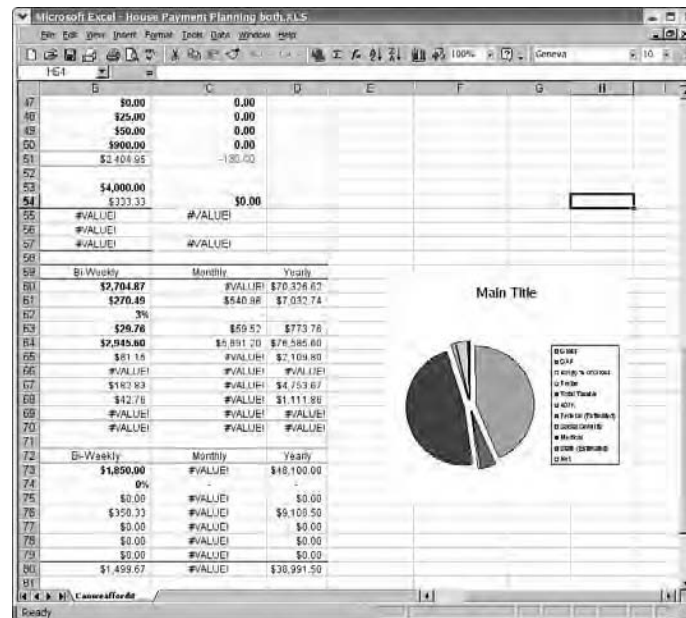 Microsoft Excel - House Payment Planning both.XLS
File Edit View Insert Format Tools Data Window Help
100% Geneva 10
H54 =
B C D E F G H
47 $0.00 0.00
48 $25.00 0.00
49 $50.00 0.00
50 $900.00 0.00
51 $2,404.95
52
53 $4,000.00
54 $333.33 $0.00
55 #VALUE! #VALUE!
56 #VALUE!
57 #VALUE! #VALUE!
58
59 Bi-Weekly Monthly Yearly
60 $2,704.87 #VALUE! $70,326.62
61 $270.49 $540.98 $7,032.74
62 3% -
63 $29.76 $59.52 $773.76
64 $2,945.60 $5,891.20 $76,585.60
65 $81.15 #VALUE! $2,109.80
66 #VALUE! #VALUE! #VALUE!
67 $182.83 #VALUE! $4,753.67
68 $42.76 #VALUE! $1,111.86
69 #VALUE! #VALUE! #VALUE!
70 #VALUE! #VALUE! #VALUE!
71
72 Bi-Weekly Monthly Yearly
73 $1,850.00 #VALUE! $48,100.00
74 0% - -
75 $0.00 #VALUE! $0.00
76 $350.33 #VALUE! $9,108.50
77 $0.00 #VALUE! $0.00
78 $0.00 #VALUE! $0.00
79 $0.00 #VALUE! $0.00
80 $1,499.67 #VALUE! $38,991.50
81
Main Title
Gross
Total Taxable
Federal (Estimated)
Social Security
Medical
State (Estimated)
Net
Canweaffordit
Ready